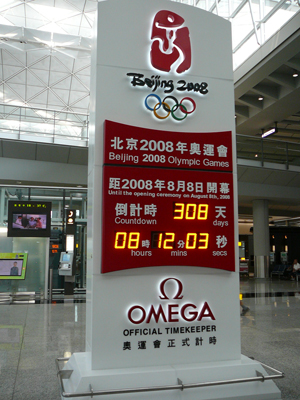 Beijing 2008
北京2008年奧運會
Beijing 2008 Olympic Games
距2008年8月8日開幕
Until the opening ceremony on August 8th, 2008
倒計時 308 天
Countdown days
08 時 12 分 03 秒
hours mins secs
Ω
OMEGA
OFFICIAL TIMEKEEPER
奧運會正式計時